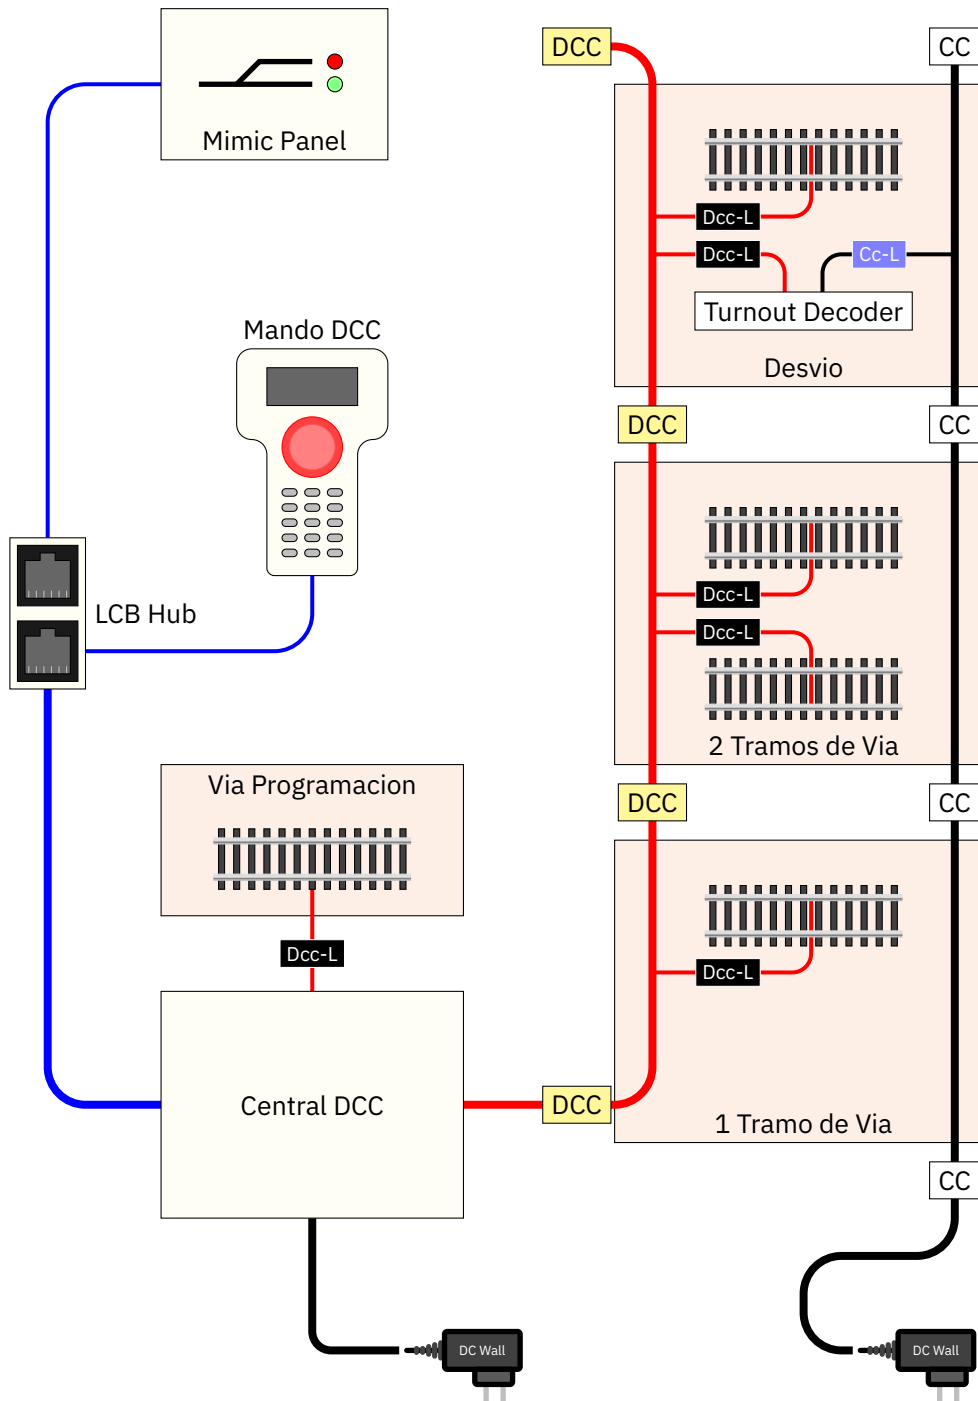 DCC
CC
Mimic Panel
Dcc-L
Dcc-L
Cc-L
Turnout Decoder
Desvio
Mando DCC
DCC
CC
Dcc-L
LCB Hub
Dcc-L
2 Tramos de Via
Via Programacion
DCC
CC
Dcc-L
Dcc-L
Central DCC
DCC
1 Tramo de Via
CC
DC Wall
DC Wall